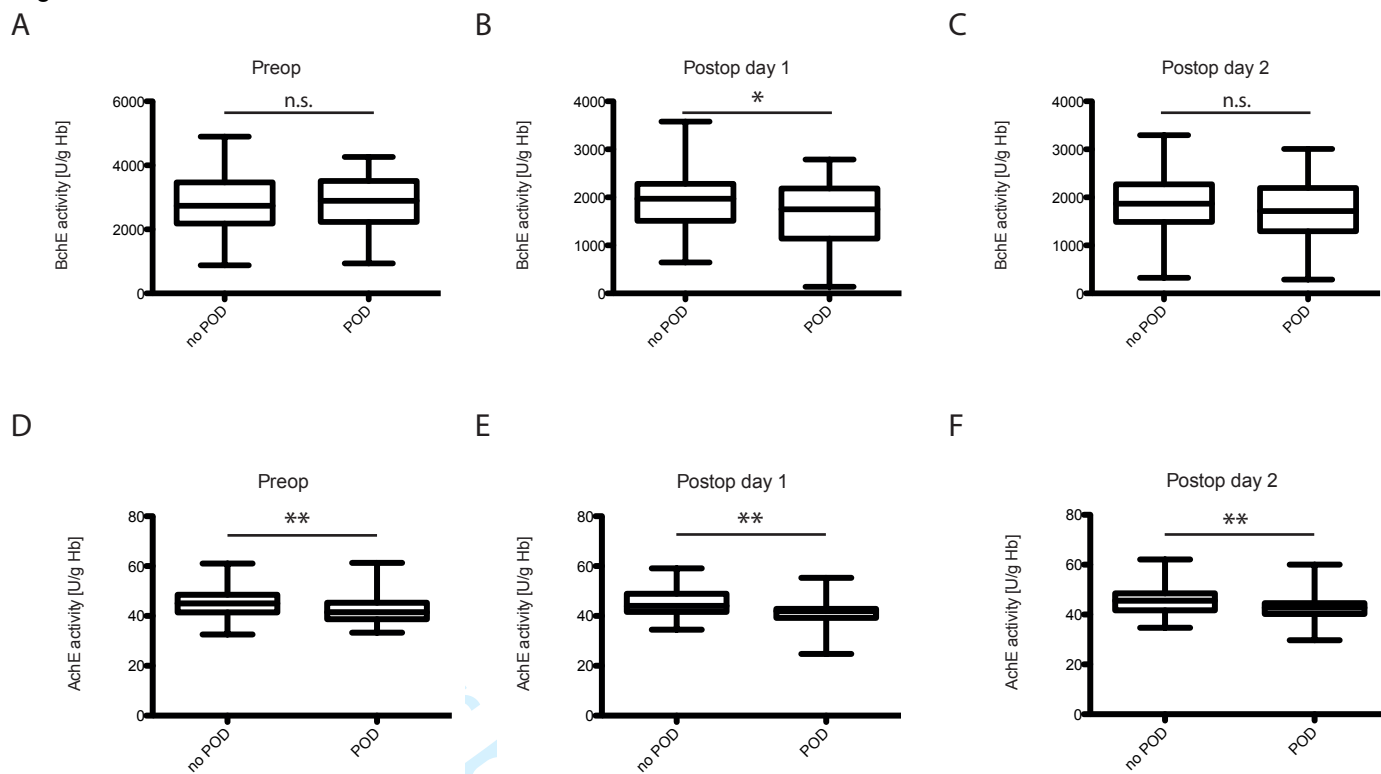 A
Preop
BchE activity [U/g Hb]
6000
4000
2000
0
n.s.
no POD
POD
B
Postop day 1
BchE activity [U/g Hb]
4000
3000
2000
1000
0
*
no POD
POD
C
Postop day 2
BchE activity [U/g Hb]
4000
3000
2000
1000
0
n.s.
no POD
POD
D
Preop
AchE activity [U/g Hb]
80
60
40
20
0
**
no POD
POD
E
Postop day 1
AchE activity [U/g Hb]
80
60
40
20
0
**
no POD
POD
F
Postop day 2
AchE activity [U/g Hb]
80
60
40
20
0
**
no POD
POD